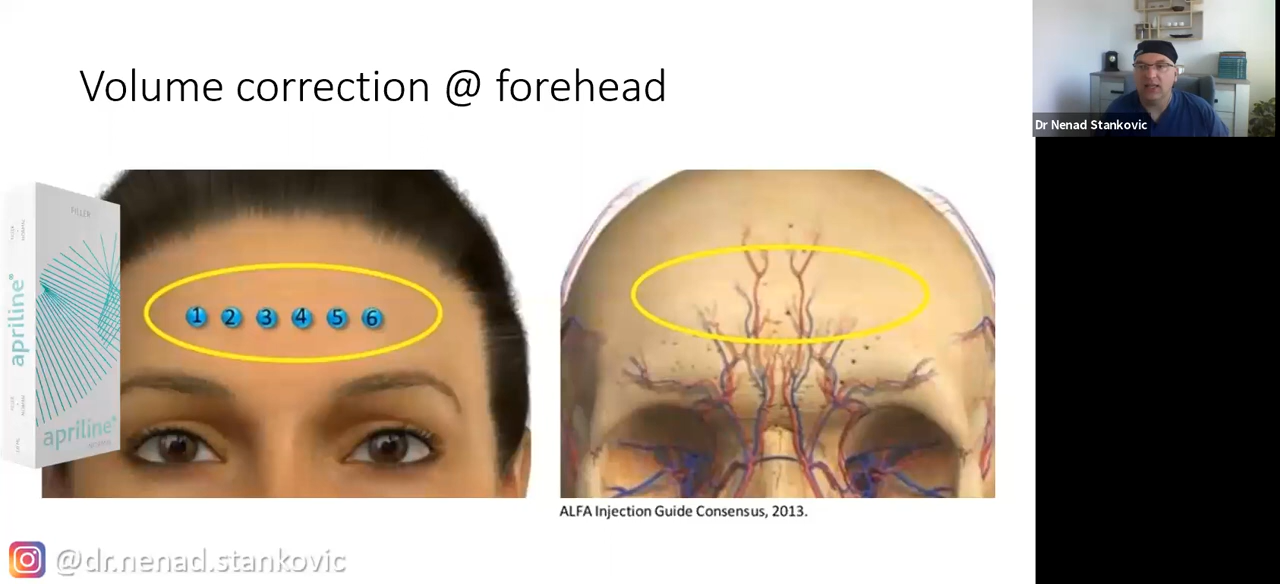 Volume correction @ forehead
Dr Nenad Stankovic
FILLER
apriline®
1 2 3 4 5 6
apriline®
ALFA Injection Guide Consensus, 2013.
@dr.nenad.stankovic